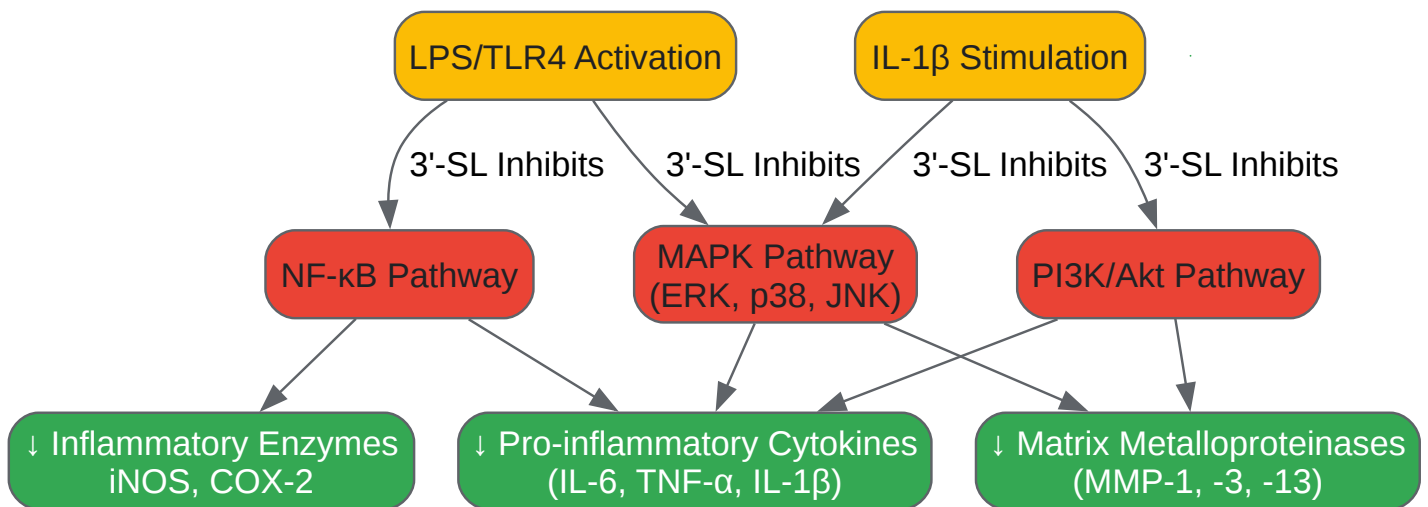 LPS/TLR4 Activation
IL-1β Stimulation
3'-SL Inhibits
3'-SL Inhibits
3'-SL Inhibits
3'-SL Inhibits
NF-κB Pathway
MAPK Pathway
(ERK, p38, JNK)
PI3K/Akt Pathway
↓ Inflammatory Enzymes
iNOS, COX-2
↓ Pro-inflammatory Cytokines
(IL-6, TNF-α, IL-1β)
↓ Matrix Metalloproteinases
(MMP-1, -3, -13)